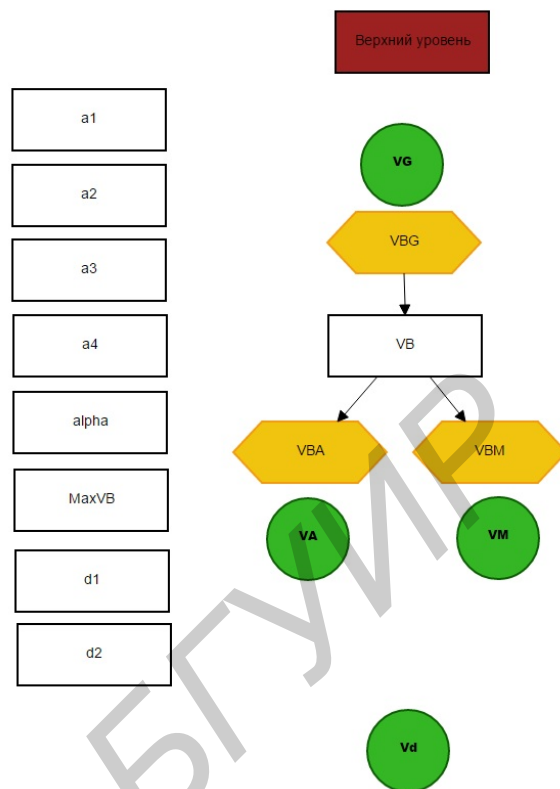 Верхний уровень
a1
VG
a2
VBG
a3
a4
VB
alpha
VBA
VBM
MaxVB
VA
VM
d1
d2
Vd
БГУИР